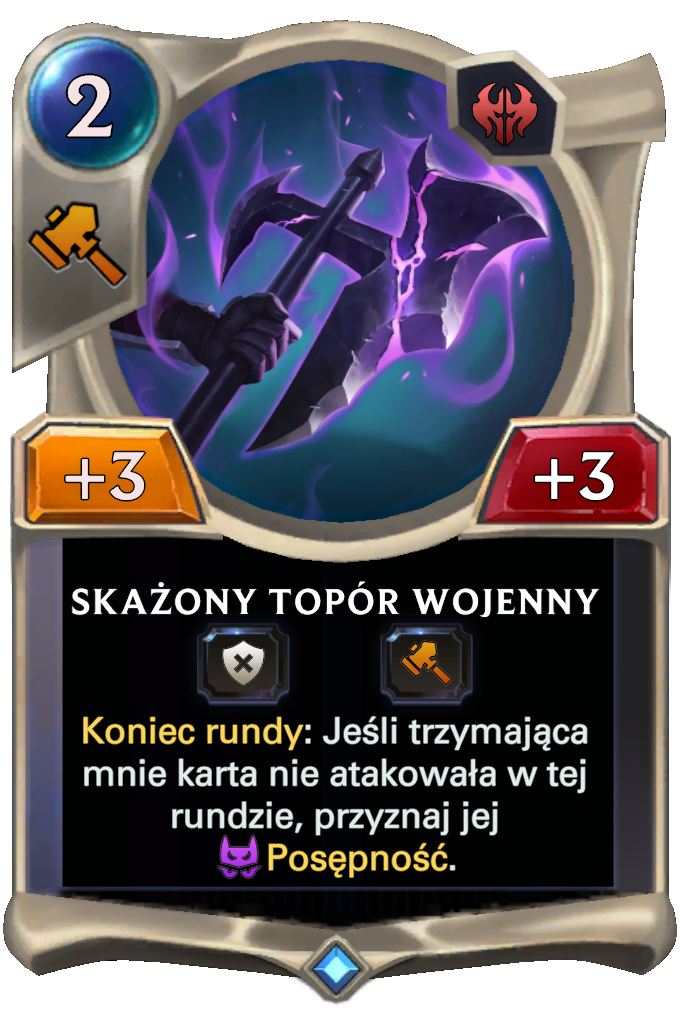 2
+3
+3
SKAŻONY TOPÓR WOJENNY
Koniec rundy: Jeśli trzymająca
mnie karta nie atakowała w tej
rundzie, przyznaj jej
Posępność.